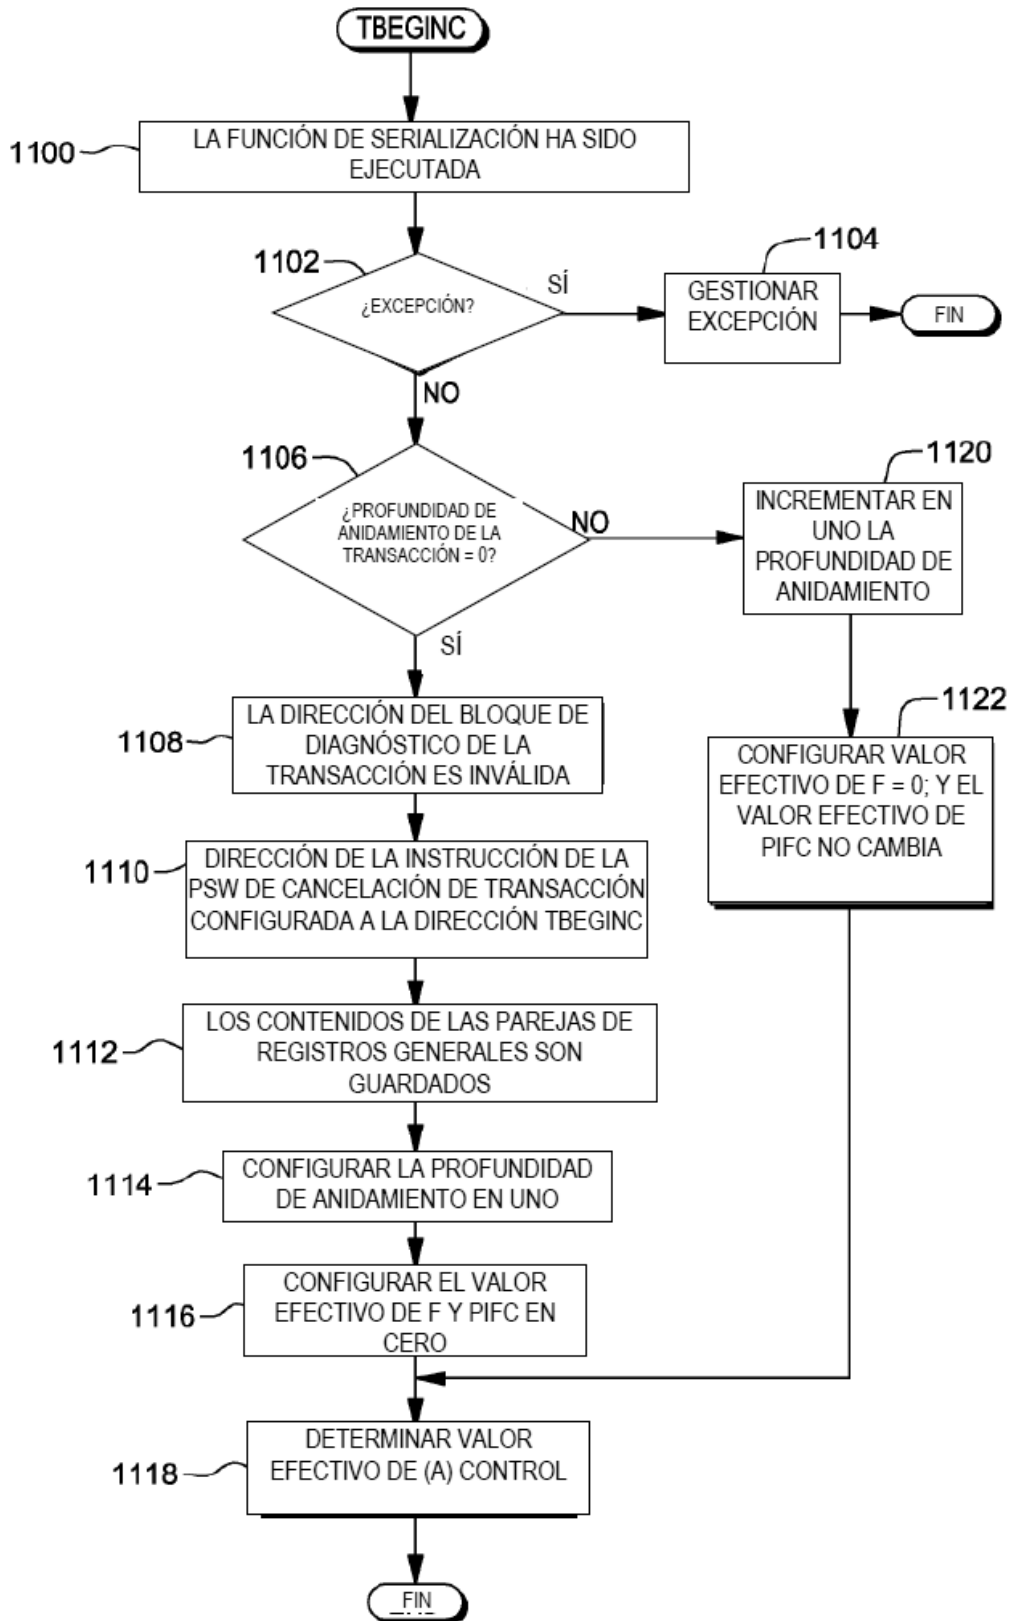 TBEGINC
1100
LA FUNCIÓN DE SERIALIZACIÓN HA SIDO
EJECUTADA
1102
¿EXCEPCIÓN?
SÍ
1104
GESTIONAR
EXCEPCIÓN
FIN
NO
1106
¿PROFUNDIDAD DE
ANIDAMIENTO DE LA
TRANSACCIÓN = 0?
NO
1120
INCREMENTAR EN
UNO LA
PROFUNDIDAD DE
ANIDAMIENTO
SÍ
1108
LA DIRECCIÓN DEL BLOQUE DE
DIAGNÓSTICO DE LA
TRANSACCIÓN ES INVÁLIDA
1122
CONFIGURAR VALOR
EFECTIVO DE F = 0; Y EL
VALOR EFECTIVO DE
PIFC NO CAMBIA
1110
DIRECCIÓN DE LA INSTRUCCIÓN DE LA
PSW DE CANCELACIÓN DE TRANSACCIÓN
CONFIGURADA A LA DIRECCIÓN TBEGINC
1112
LOS CONTENIDOS DE LAS PAREJAS DE
REGISTROS GENERALES SON
GUARDADOS
1114
CONFIGURAR LA PROFUNDIDAD
DE ANIDAMIENTO EN UNO
1116
CONFIGURAR EL VALOR
EFECTIVO DE F Y PIFC EN
CERO
1118
DETERMINAR VALOR
EFECTIVO DE (A) CONTROL
FIN